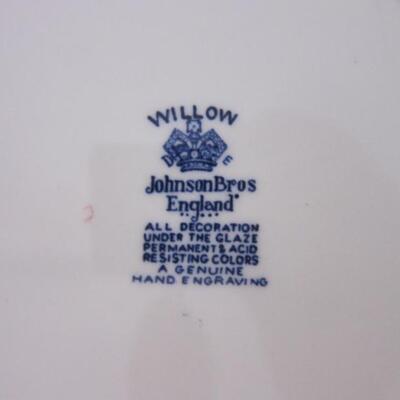 WILLOW
D E
Johnson Bros
England
ALL DECORATION
UNDER THE GLAZE
PERMANENT & ACID
RESISTING COLORS
A GENUINE
HAND ENGRAVING